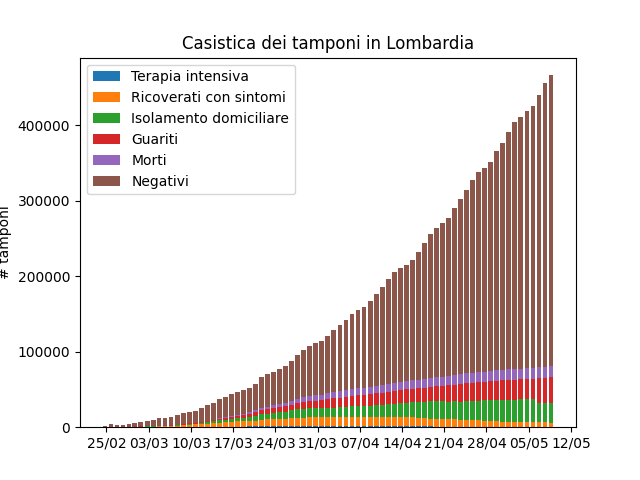 Casistica dei tamponi in Lombardia
Terapia intensiva
Ricoverati con sintomi
Isolamento domiciliare
Guariti
Morti
Negativi
# tamponi
400000
300000
200000
100000
0
25/02 03/03 10/03 17/03 24/03 31/03 07/04 14/04 21/04 28/04 05/05 12/05